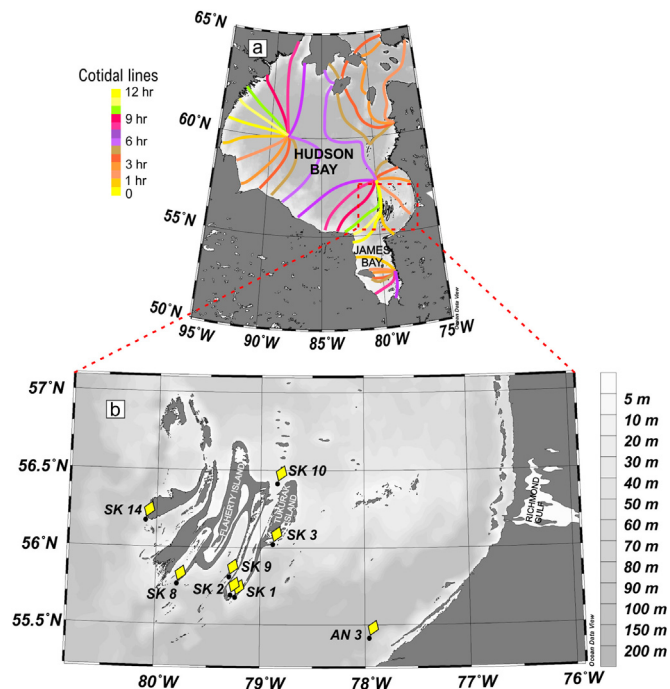 65°N
60°N
55°N
50°N
95°W
90°W
85°W
80°W
75°W
a
Cotidal lines
12 hr
9 hr
6 hr
3 hr
1 hr
0
HUDSON
BAY
JAMES
BAY
Ocean Data View
57°N
56.5°N
56°N
55.5°N
b
SK 10
SK 14
SK 3
SK 9
SK 8
SK 2
SK 1
AN 3
FLAHERTY ISLAND
TUKURAK
ISLAND
RICHMOND
GULF
80°W
79°W
78°W
77°W
76°W
Ocean Data View
5 m
10 m
20 m
30 m
40 m
50 m
60 m
70 m
80 m
90 m
100 m
150 m
200 m